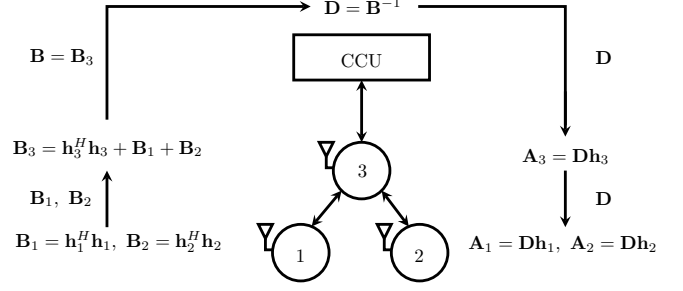 D = B⁻¹
B = B₃
CCU
D
B₃ = h₃ᴴh₃ + B₁ + B₂
3
A₃ = Dh₃
B₁, B₂
D
B₁ = h₁ᴴh₁, B₂ = h₂ᴴh₂
1
2
A₁ = Dh₁, A₂ = Dh₂